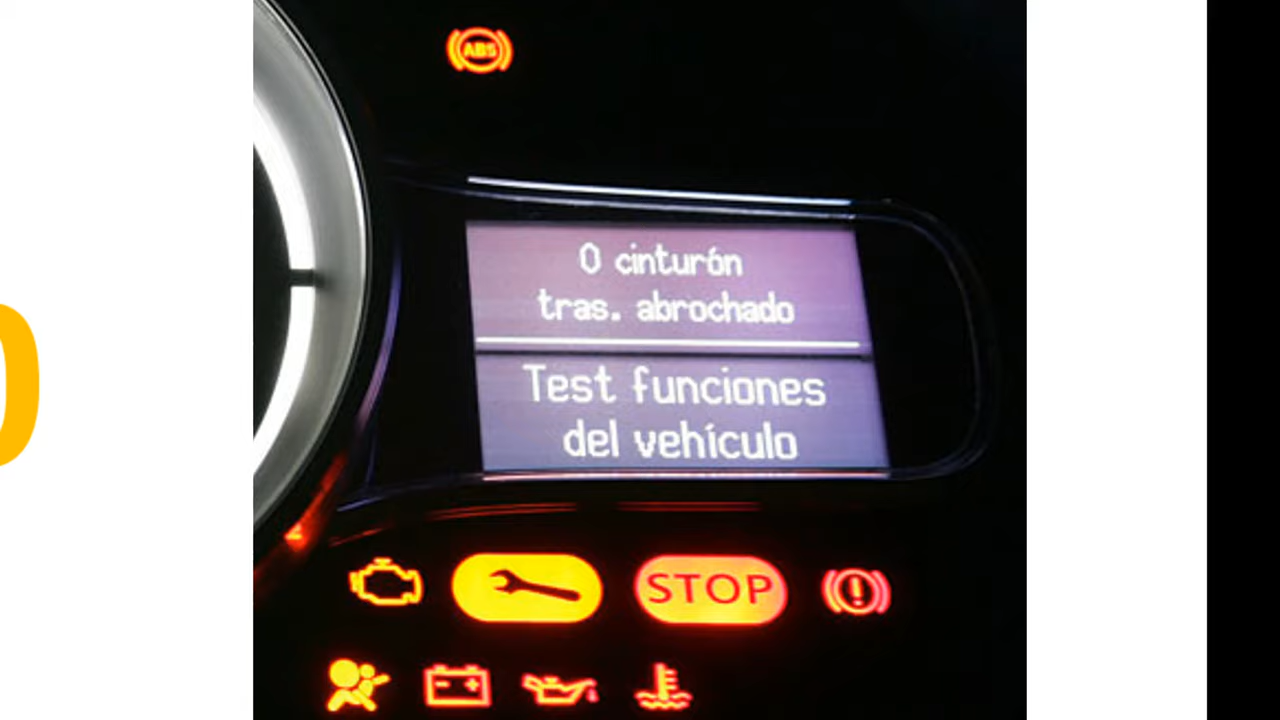 ABS
0 cinturón
tras. abrochado
Test funciones
del vehículo
STOP